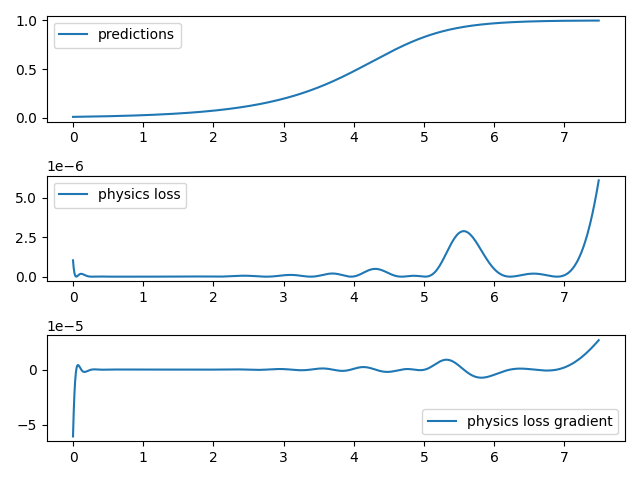 1.0
predictions
0.5
0.0
0 1 2 3 4 5 6 7
1e−6
5.0
physics loss
2.5
0.0
0 1 2 3 4 5 6 7
1e−5
0
−5
physics loss gradient
0 1 2 3 4 5 6 7